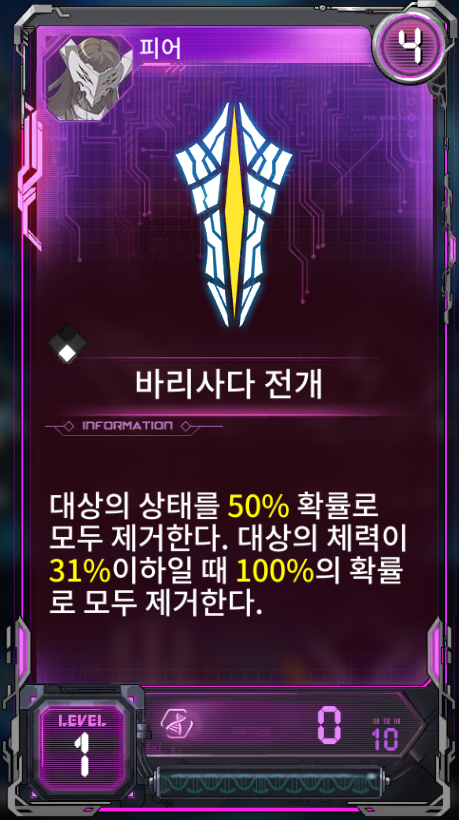 피어
4
바리사다 전개
INFORMATION
대상의 상태를 50% 확률로
모두 제거한다. 대상의 체력이
31%이하일 때 100%의 확률
로 모두 제거한다.
LEVEL
1
0
10